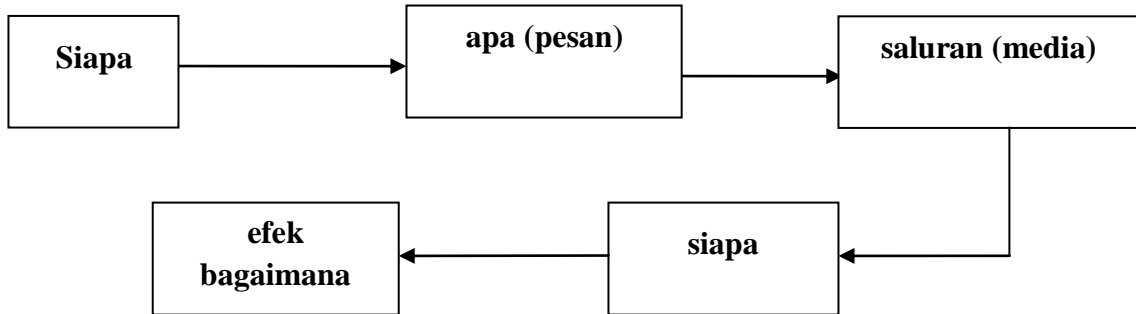 Siapa
apa (pesan)
saluran (media)
siapa
efek
bagaimana